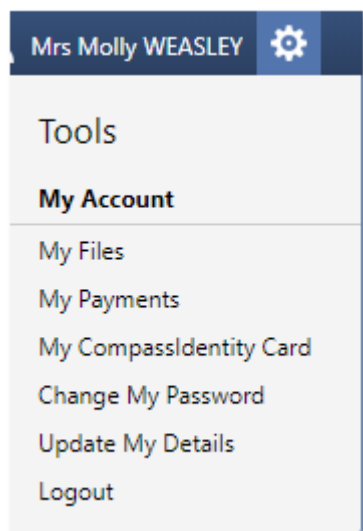 Mrs Molly WEASLEY
Tools
My Account
My Files
My Payments
My CompassIdentity Card
Change My Password
Update My Details
Logout